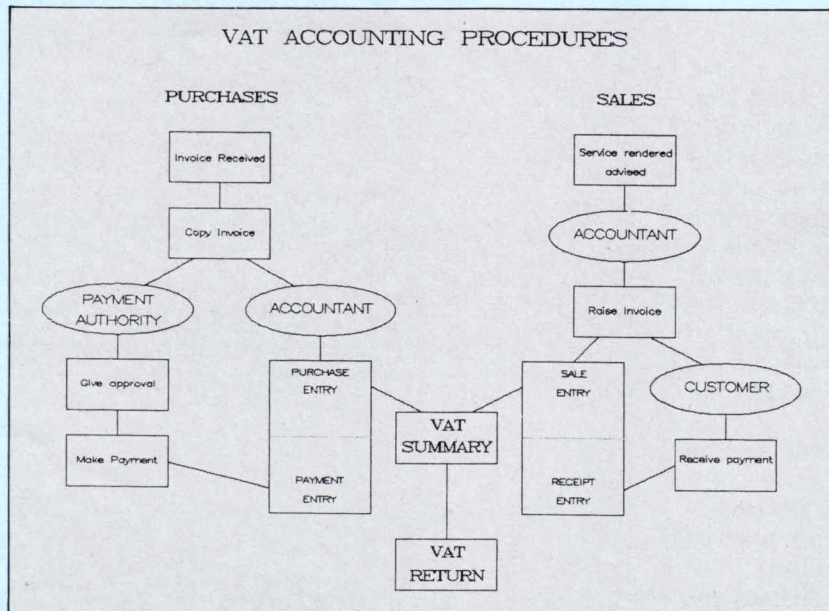 VAT ACCOUNTING PROCEDURES
PURCHASES
Invoice Received
Copy Invoice
PAYMENT
AUTHORITY
ACCOUNTANT
Give approval
PURCHASE
ENTRY
Make Payment
PAYMENT
ENTRY
SALES
Service rendered
advised
ACCOUNTANT
Raise Invoice
SALE
ENTRY
CUSTOMER
RECEIPT
ENTRY
Receive payment
VAT
SUMMARY
VAT
RETURN